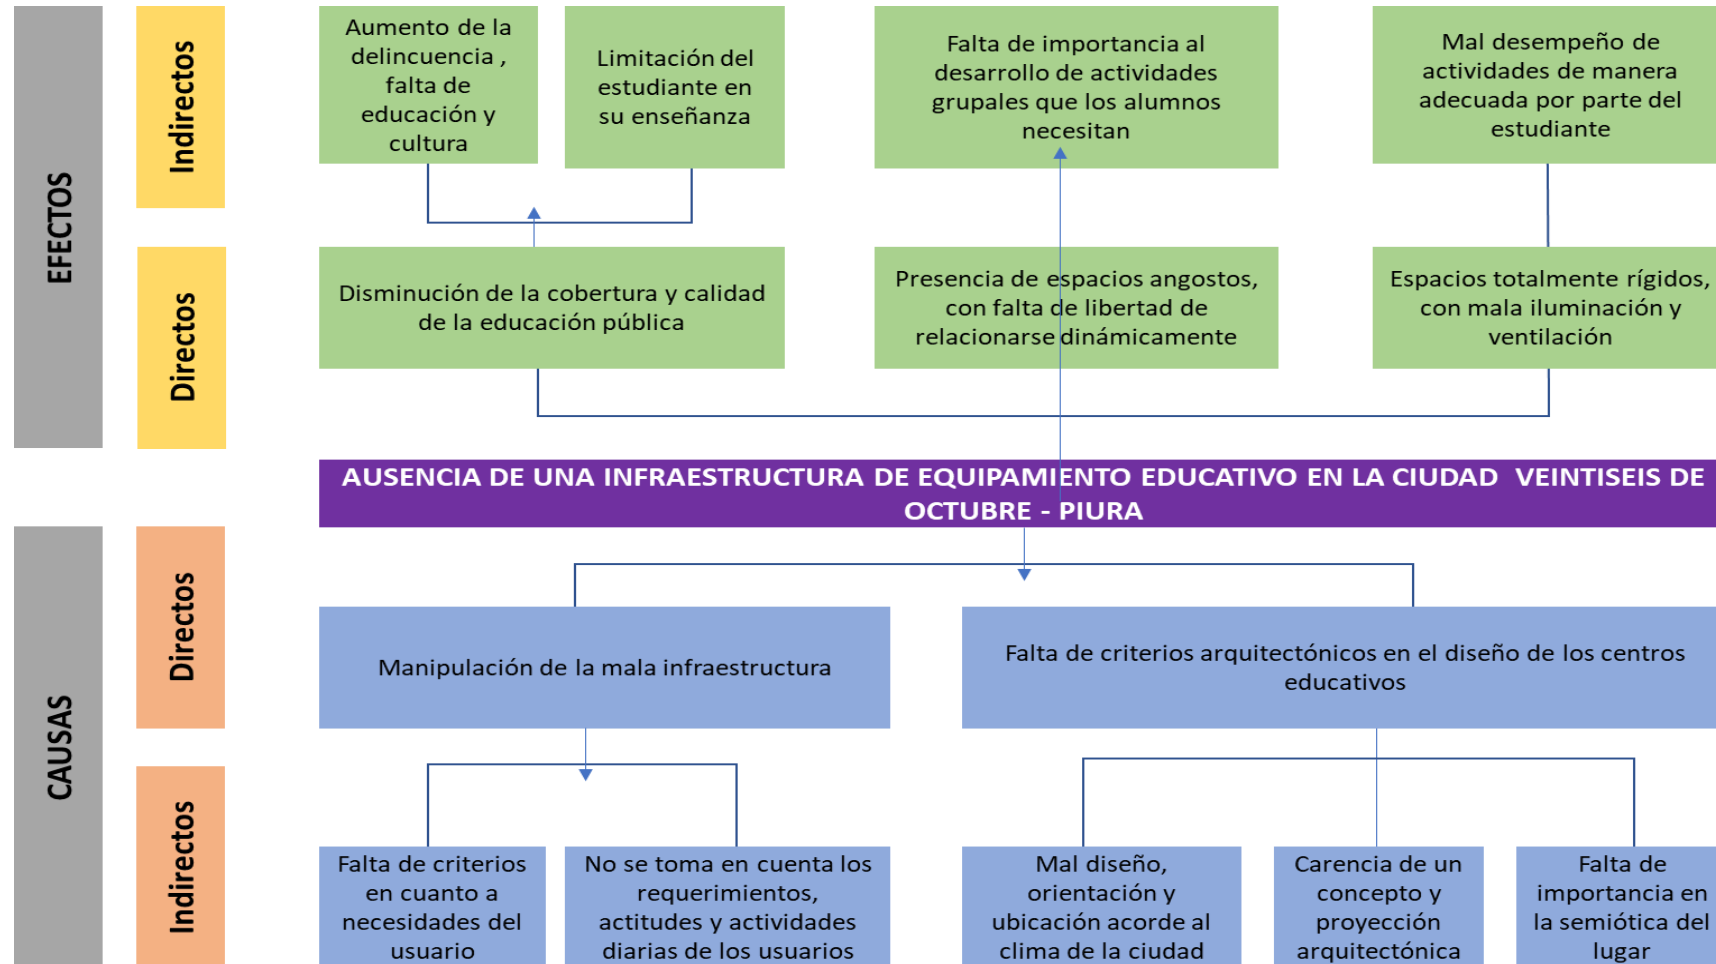 EFECTOS
Indirectos
Aumento de la
delincuencia ,
falta de
educación y
cultura
Limitación del
estudiante en
su enseñanza
Falta de importancia al
desarrollo de actividades
grupales que los alumnos
necesitan
Mal desempeño de
actividades de manera
adecuada por parte del
estudiante
Directos
Disminución de la cobertura y calidad
de la educación pública
Presencia de espacios angostos,
con falta de libertad de
relacionarse dinámicamente
Espacios totalmente rígidos,
con mala iluminación y
ventilación
AUSENCIA DE UNA INFRAESTRUCTURA DE EQUIPAMIENTO EDUCATIVO EN LA CIUDAD VEINTISEIS DE
OCTUBRE - PIURA
CAUSAS
Directos
Manipulación de la mala infraestructura
Falta de criterios arquitectónicos en el diseño de los centros
educativos
Indirectos
Falta de criterios
en cuanto a
necesidades del
usuario
No se toma en cuenta los
requerimientos,
actitudes y actividades
diarias de los usuarios
Mal diseño,
orientación y
ubicación acorde al
clima de la ciudad
Carencia de un
concepto y
proyección
arquitectónica
Falta de
importancia en
la semiótica del
lugar